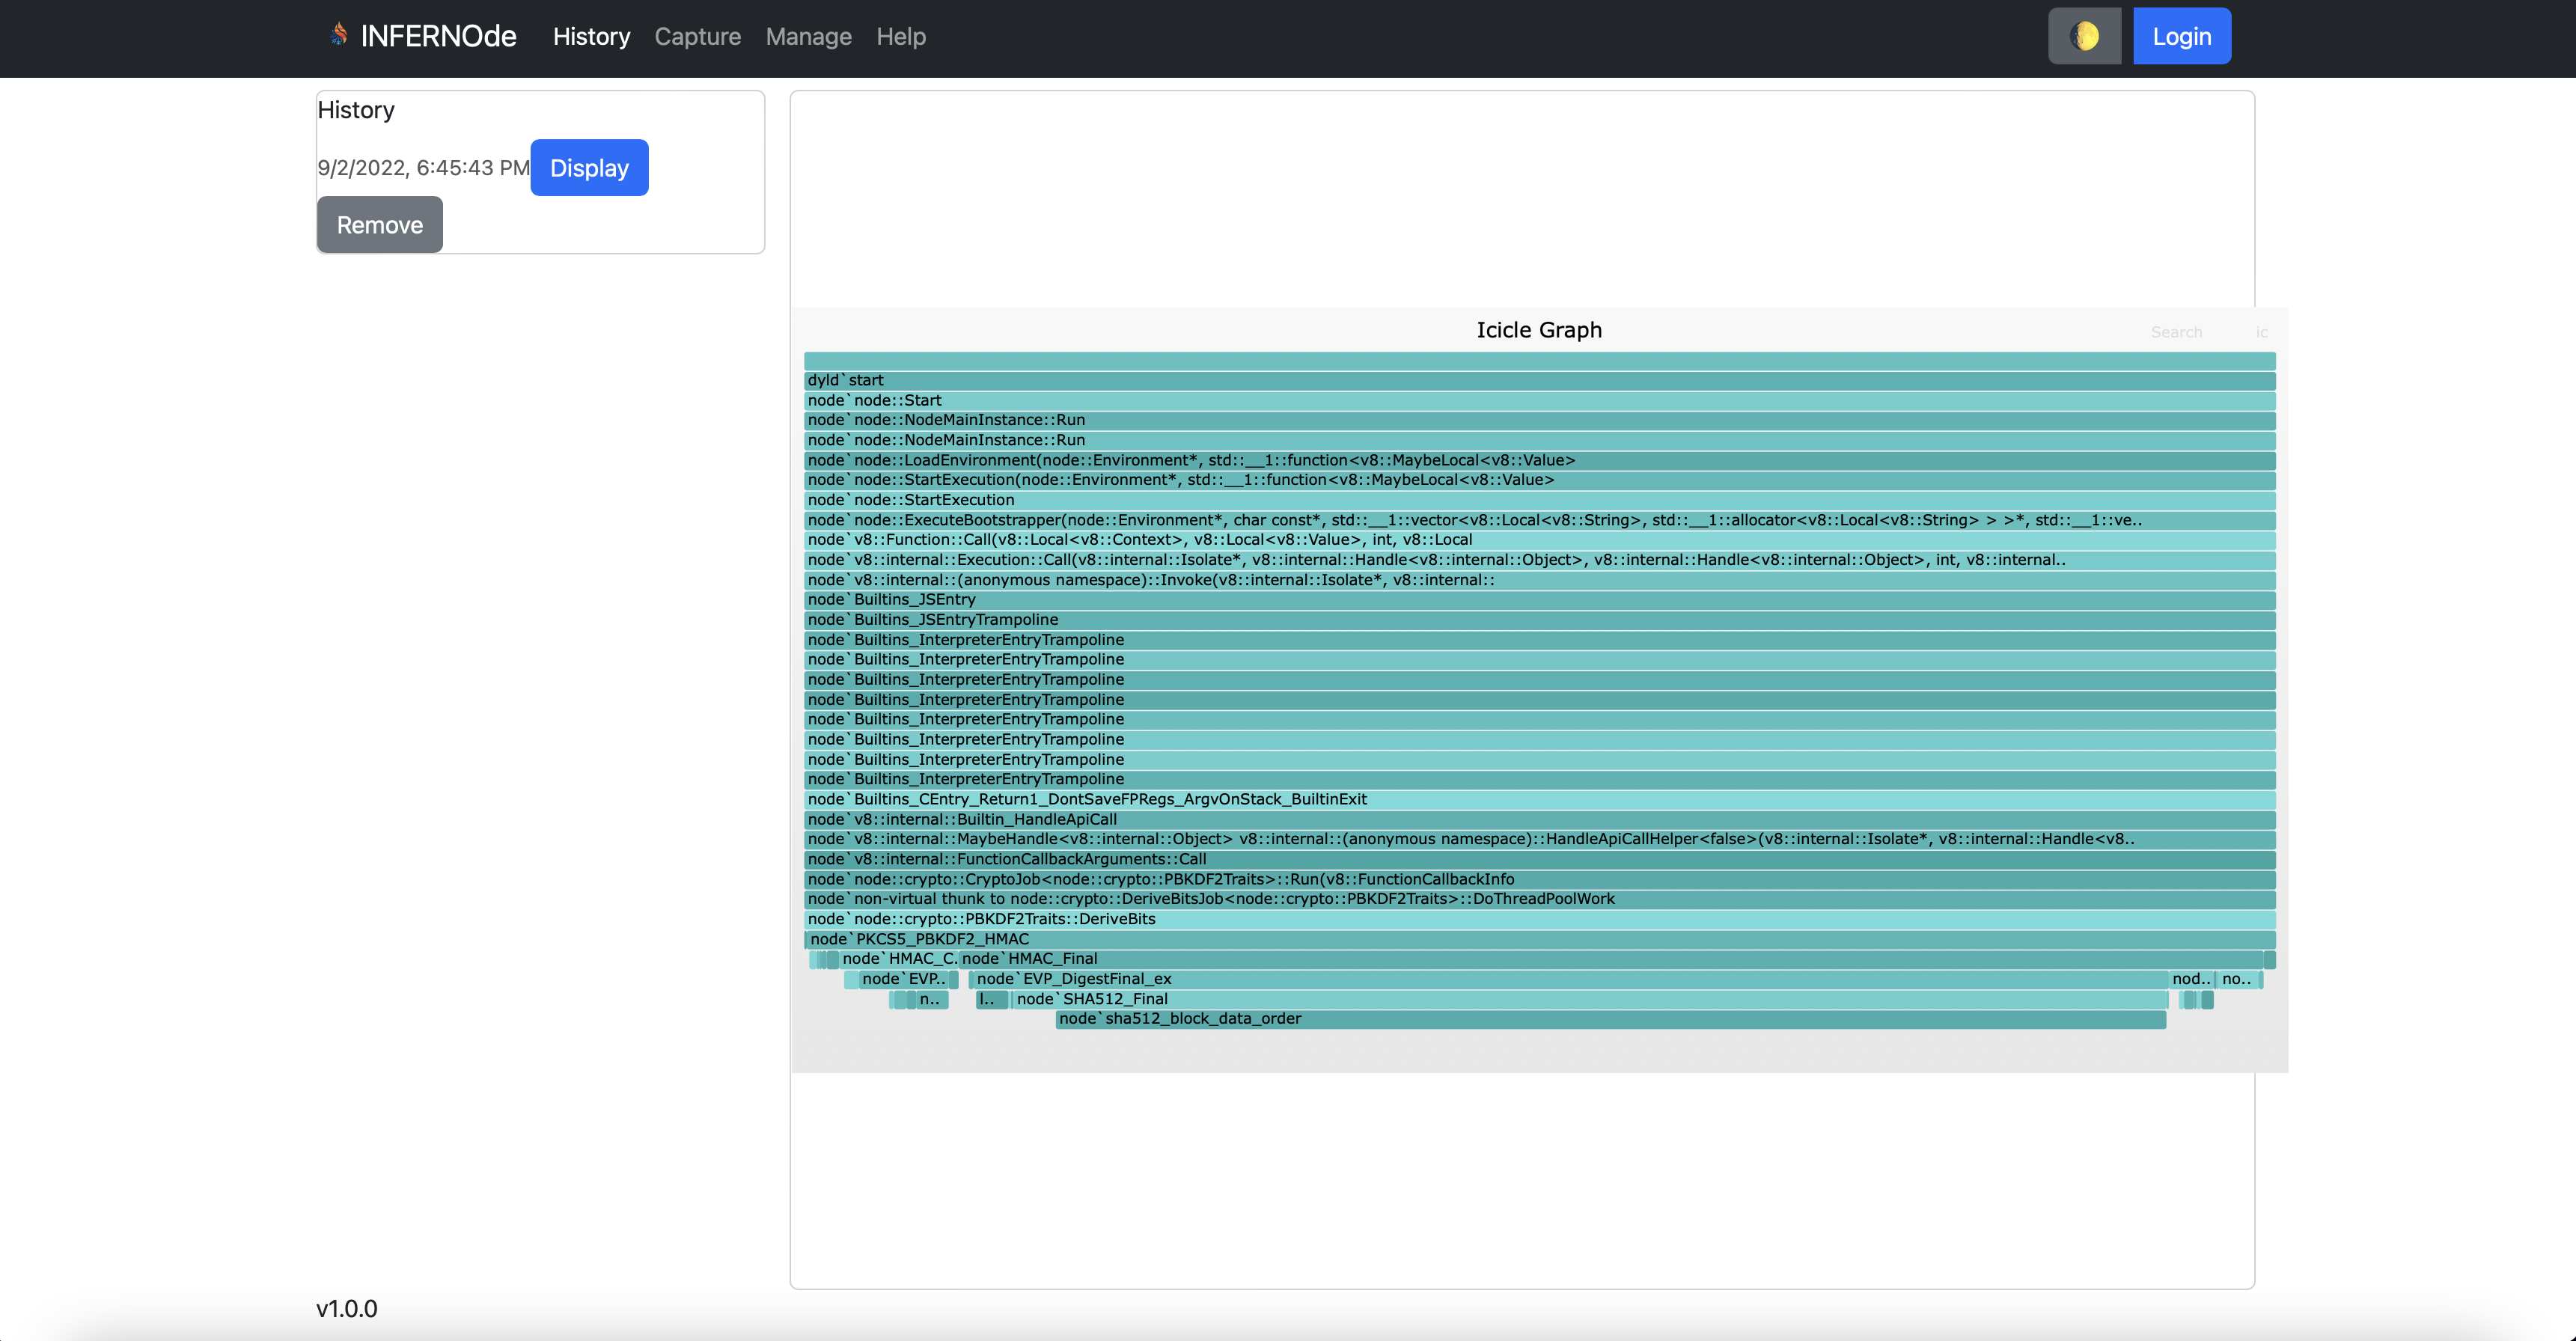 INFERNOde History Capture Manage Help Login
History
9/2/2022, 6:45:43 PM Display
Remove
Icicle Graph Search ic
dyld`start
node`node::Start
node`node::NodeMainInstance::Run
node`node::NodeMainInstance::Run
node`node::LoadEnvironment(node::Environment*, std::__1::function<v8::MaybeLocal<v8::Value>
node`node::StartExecution(node::Environment*, std::__1::function<v8::MaybeLocal<v8::Value>
node`node::StartExecution
node`node::ExecuteBootstrapper(node::Environment*, char const*, std::__1::vector<v8::Local<v8::String>, std::__1::allocator<v8::Local<v8::String> > >*, std::__1::ve..
node`v8::Function::Call(v8::Local<v8::Context>, v8::Local<v8::Value>, int, v8::Local
node`v8::internal::Execution::Call(v8::internal::Isolate*, v8::internal::Handle<v8::internal::Object>, v8::internal::Handle<v8::internal::Object>, int, v8::internal..
node`v8::internal::(anonymous namespace)::Invoke(v8::internal::Isolate*, v8::internal::
node`Builtins_JSEntry
node`Builtins_JSEntryTrampoline
node`Builtins_InterpreterEntryTrampoline
node`Builtins_InterpreterEntryTrampoline
node`Builtins_InterpreterEntryTrampoline
node`Builtins_InterpreterEntryTrampoline
node`Builtins_InterpreterEntryTrampoline
node`Builtins_InterpreterEntryTrampoline
node`Builtins_InterpreterEntryTrampoline
node`Builtins_InterpreterEntryTrampoline
node`Builtins_CEntry_Return1_DontSaveFPRegs_ArgvOnStack_BuiltinExit
node`v8::internal::Builtin_HandleApiCall
node`v8::internal::MaybeHandle<v8::internal::Object> v8::internal::(anonymous namespace)::HandleApiCallHelper<false>(v8::internal::Isolate*, v8::internal::Handle<v8..
node`v8::internal::FunctionCallbackArguments::Call
node`node::crypto::CryptoJob<node::crypto::PBKDF2Traits>::Run(v8::FunctionCallbackInfo
node`non-virtual thunk to node::crypto::DeriveBitsJob<node::crypto::PBKDF2Traits>::DoThreadPoolWork
node`node::crypto::PBKDF2Traits::DeriveBits
node`PKCS5_PBKDF2_HMAC
node`HMAC_C.. node`HMAC_Final
node`EVP.. node`EVP_DigestFinal_ex nod.. no..
n.. l.. node`SHA512_Final
node`sha512_block_data_order
v1.0.0